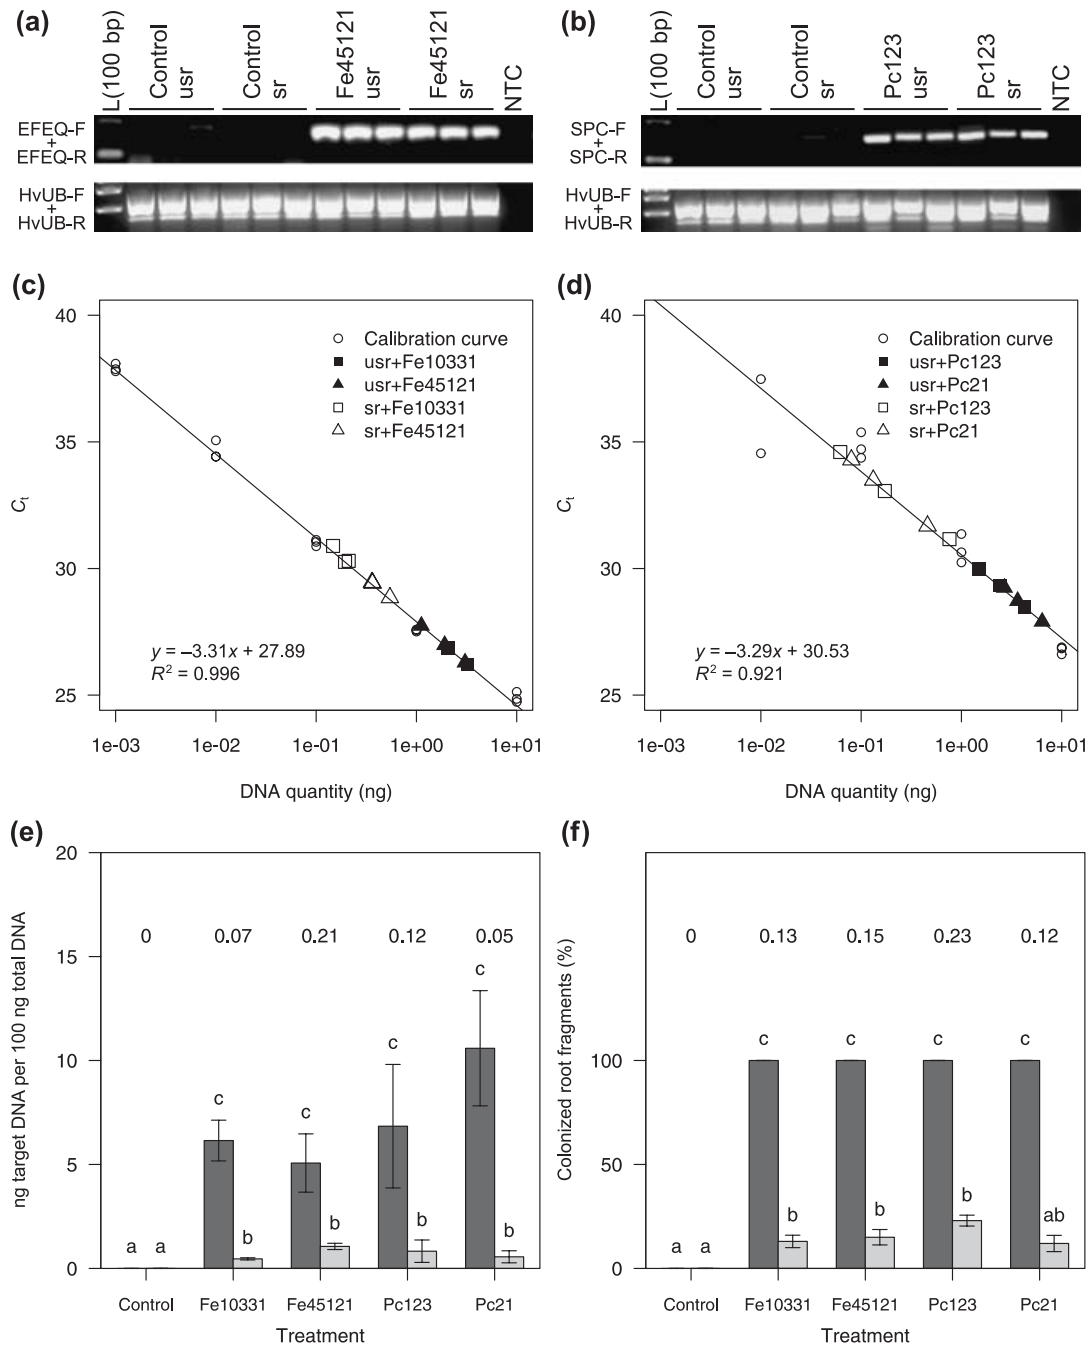 (a)
L(100 bp)
Control
usr
Control
sr
Fe45121
usr
Fe45121
sr
NTC
EFEQ-F
+
EFEQ-R
HvUB-F
+
HvUB-R
(b)
L(100 bp)
Control
usr
Control
sr
Pc123
usr
Pc123
sr
NTC
SPC-F
+
SPC-R
HvUB-F
+
HvUB-R
(c)
40
35
30
25
Ct
Calibration curve
usr+Fe10331
usr+Fe45121
sr+Fe10331
sr+Fe45121
y = –3.31x + 27.89
R² = 0.996
1e-03 1e-02 1e-01 1e+00 1e+01
DNA quantity (ng)
(d)
40
35
30
25
Ct
Calibration curve
usr+Pc123
usr+Pc21
sr+Pc123
sr+Pc21
y = –3.29x + 30.53
R² = 0.921
1e-03 1e-02 1e-01 1e+00 1e+01
DNA quantity (ng)
(e)
20
15
10
5
0
ng target DNA per 100 ng total DNA
0 0.07 0.21 0.12 0.05
a a c b c b c b c b
Control Fe10331 Fe45121 Pc123 Pc21
Treatment
(f)
100
50
0
Colonized root fragments (%)
0 0.13 0.15 0.23 0.12
a a c b c b c b c ab
Control Fe10331 Fe45121 Pc123 Pc21
Treatment